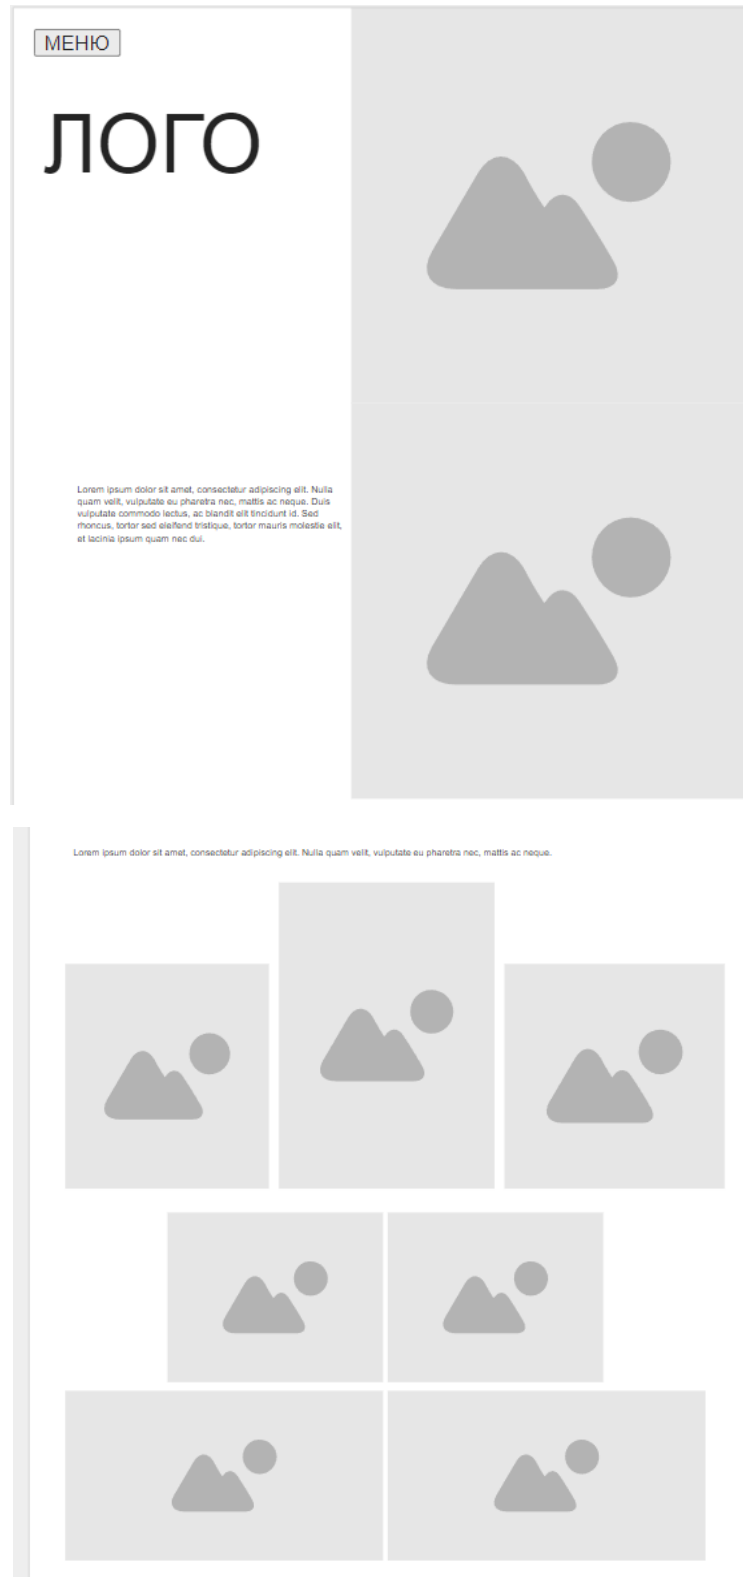 МЕНЮ
ЛОГО
Lorem ipsum dolor sit amet, consectetur adipiscing elit. Nulla
quam velit, vulputate eu pharetra nec, mattis ac neque. Duis
vulputate commodo lectus, ac blandit elit tincidunt id. Sed
rhoncus, tortor sed eleifend tristique, tortor mauris molestie elit,
et lacinia ipsum quam nec dui.
Lorem ipsum dolor sit amet, consectetur adipiscing elit. Nulla quam velit, vulputate eu pharetra nec, mattis ac neque.